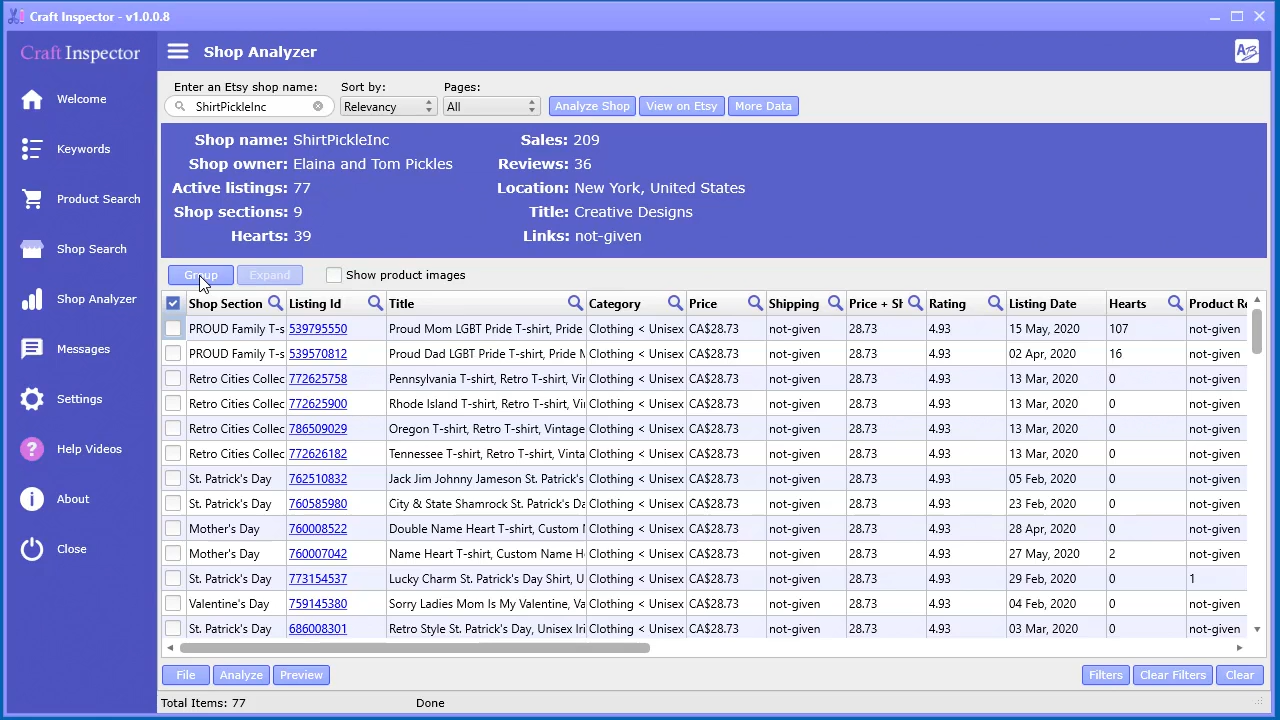 Craft Inspector - v1.0.0.8
Craft Inspector
Shop Analyzer
AB
Welcome
Keywords
Product Search
Shop Search
Shop Analyzer
Messages
Settings
Help Videos
About
Close
Enter an Etsy shop name: Sort by: Pages:
ShirtPickleInc Relevancy All Analyze Shop View on Etsy More Data
Shop name: ShirtPickleInc Sales: 209
Shop owner: Elaina and Tom Pickles Reviews: 36
Active listings: 77 Location: New York, United States
Shop sections: 9 Title: Creative Designs
Hearts: 39 Links: not-given
Group Expand Show product images
Shop Section Listing Id Title Category Price Shipping Price + Sh Rating Listing Date Hearts Product Re
PROUD Family T-s 539795550 Proud Mom LGBT Pride T-shirt, Pride Clothing < Unisex CA$28.73 not-given 28.73 4.93 15 May, 2020 107 not-given
PROUD Family T-s 539570812 Proud Dad LGBT Pride T-shirt, Pride M Clothing < Unisex CA$28.73 not-given 28.73 4.93 02 Apr, 2020 16 not-given
Retro Cities Collec 772625758 Pennsylvania T-shirt, Retro T-shirt, Vin Clothing < Unisex CA$28.73 not-given 28.73 4.93 13 Mar, 2020 0 not-given
Retro Cities Collec 772625900 Rhode Island T-shirt, Retro T-shirt, Vin Clothing < Unisex CA$28.73 not-given 28.73 4.93 13 Mar, 2020 0 not-given
Retro Cities Collec 786509029 Oregon T-shirt, Retro T-shirt, Vintage Clothing < Unisex CA$28.73 not-given 28.73 4.93 13 Mar, 2020 0 not-given
Retro Cities Collec 772626182 Tennessee T-shirt, Retro T-shirt, Vinta Clothing < Unisex CA$28.73 not-given 28.73 4.93 13 Mar, 2020 0 not-given
St. Patrick's Day 762510832 Jack Jim Johnny Jameson St. Patrick's Clothing < Unisex CA$28.73 not-given 28.73 4.93 05 Feb, 2020 0 not-given
St. Patrick's Day 760585980 City & State Shamrock St. Patrick's Da Clothing < Unisex CA$28.73 not-given 28.73 4.93 23 Feb, 2020 0 not-given
Mother's Day 760008522 Double Name Heart T-shirt, Custom N Clothing < Unisex CA$28.73 not-given 28.73 4.93 28 Apr, 2020 0 not-given
Mother's Day 760007042 Name Heart T-shirt, Custom Name H Clothing < Unisex CA$28.73 not-given 28.73 4.93 27 May, 2020 2 not-given
St. Patrick's Day 773154537 Lucky Charm St. Patrick's Day Shirt, U Clothing < Unisex CA$28.73 not-given 28.73 4.93 29 Feb, 2020 0 1
Valentine's Day 759145380 Sorry Ladies Mom Is My Valentine, Va Clothing < Unisex CA$28.73 not-given 28.73 4.93 04 Feb, 2020 0 not-given
St. Patrick's Day 686008301 Retro Style St. Patrick's Day, Unisex Iri Clothing < Unisex CA$28.73 not-given 28.73 4.93 03 Mar, 2020 0 not-given
File Analyze Preview Filters Clear Filters Clear
Total Items: 77 Done